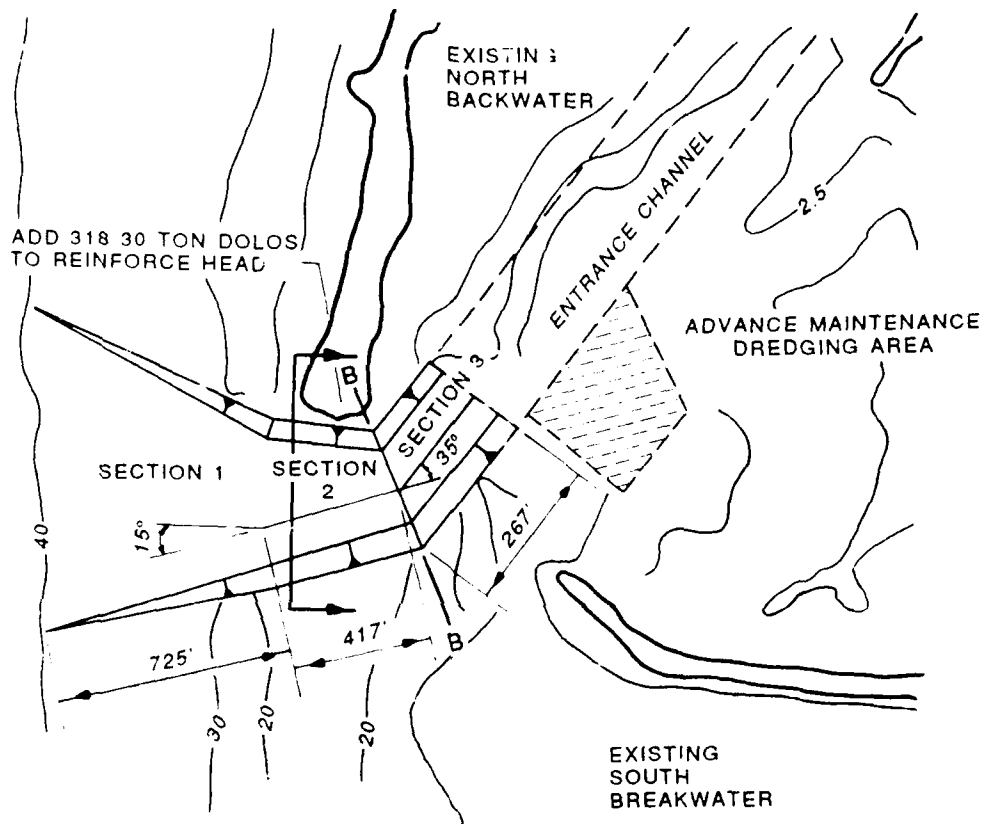 EXISTING
NORTH
BACKWATER
ADD 318 30 TON DOLOS
TO REINFORCE HEAD
ENTRANCE CHANNEL
2.5
ADVANCE MAINTENANCE
DREDGING AREA
B
SECTION 3
35°
SECTION 1
SECTION
2
15°
40
267'
417'
B
725'
30
20
20
EXISTING
SOUTH
BREAKWATER